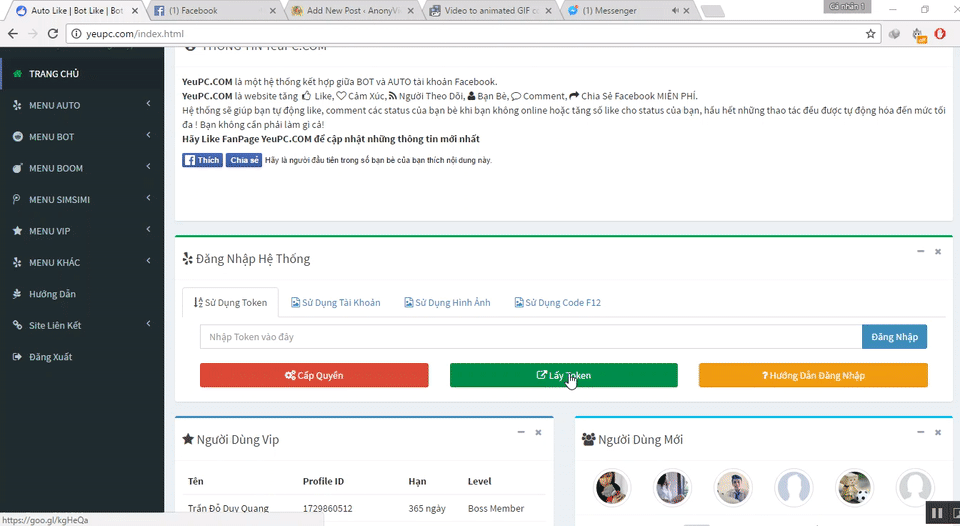 Auto Like | Bot Like | Bot
(1) Facebook
Add New Post ‹ AnonyVi
Video to animated GIF c
(1) Messenger
Cá nhân 1
yeupc.com/index.html
THÔNG TIN YeuPC.COM
TRANG CHỦ
MENU AUTO
MENU BOT
MENU BOOM
MENU SIMSIMI
MENU VIP
MENU KHÁC
Hướng Dẫn
Site Liên Kết
Đăng Xuất
YeuPC.COM là một hệ thống kết hợp giữa BOT và AUTO tài khoản Facebook.
YeuPC.COM là website tăng Like, Cảm Xúc, Người Theo Dõi, Bạn Bè, Comment, Chia Sẻ Facebook MIỄN PHÍ.
Hệ thống sẽ giúp bạn tự động like, comment các status của bạn bè khi bạn không online hoặc tăng số like cho status của bạn, hầu hết những thao tác đều được tự động hóa đến mức tối
đa ! Bạn không cần phải làm gì cả!
Hãy Like FanPage YeuPC.COM để cập nhật những thông tin mới nhất
Thích Chia sẻ Hãy là người đầu tiên trong số bạn bè của bạn thích nội dung này.
Đăng Nhập Hệ Thống
Sử Dụng Token Sử Dụng Tài Khoản Sử Dụng Hình Ảnh Sử Dụng Code F12
Nhập Token vào đây Đăng Nhập
Cấp Quyền Lấy Token ? Hướng Dẫn Đăng Nhập
Người Dùng Vip
Tên Profile ID Hạn Level
Trần Đỗ Duy Quang 1729860512 365 ngày Boss Member
Người Dùng Mới
https://goo.gl/kgHeQa